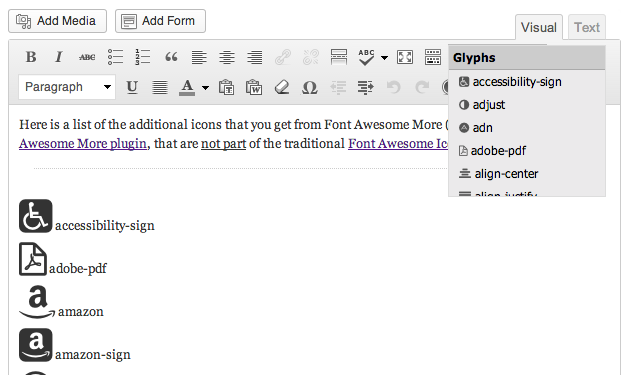 Add Media Add Form
Visual Text
B I ABC ABC Glyphs
Paragraph U A T W Ω accessibility-sign
adjust
adn
adobe-pdf
align-center
align-justify
Here is a list of the additional icons that you get from Font Awesome More (
Awesome More plugin, that are not part of the traditional Font Awesome Ic
accessibility-sign
adobe-pdf
amazon
amazon-sign